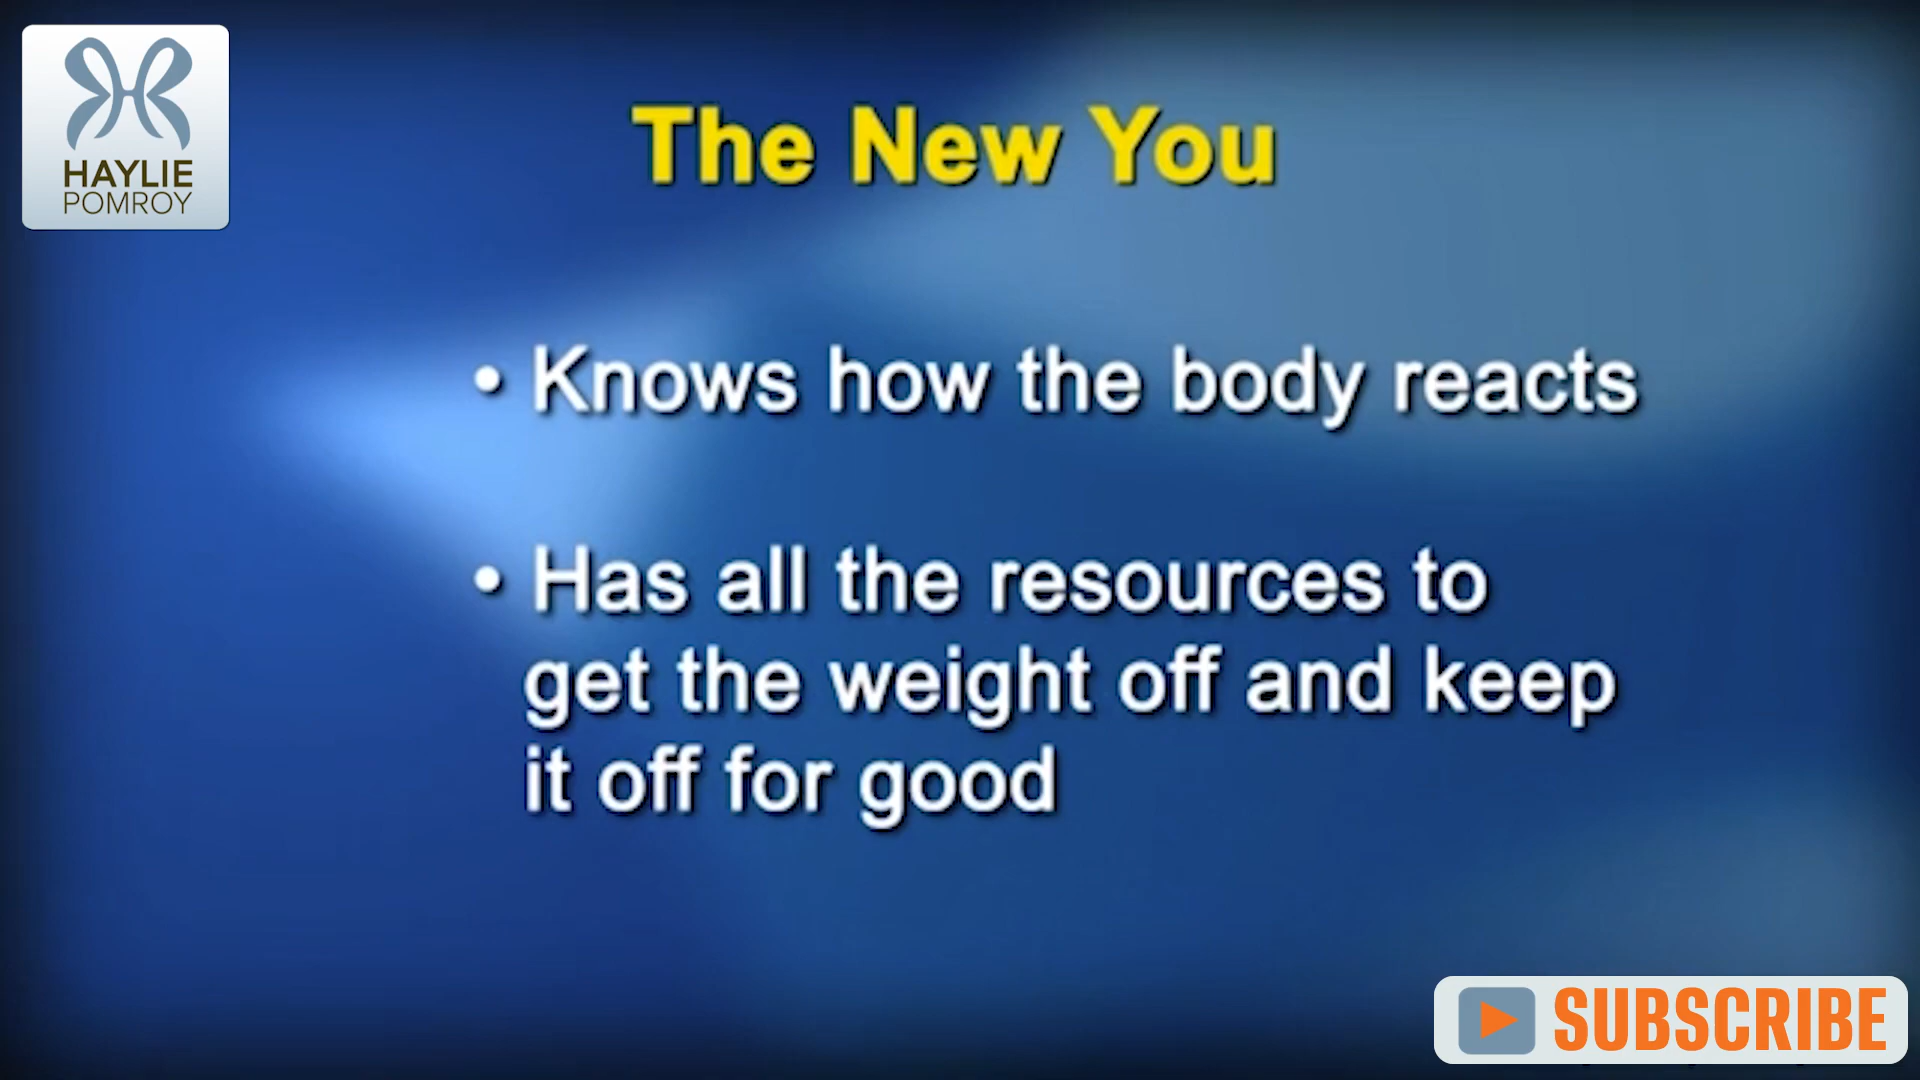 HAYLIE
POMROY
The New You
• Knows how the body reacts
• Has all the resources to
get the weight off and keep
it off for good
SUBSCRIBE